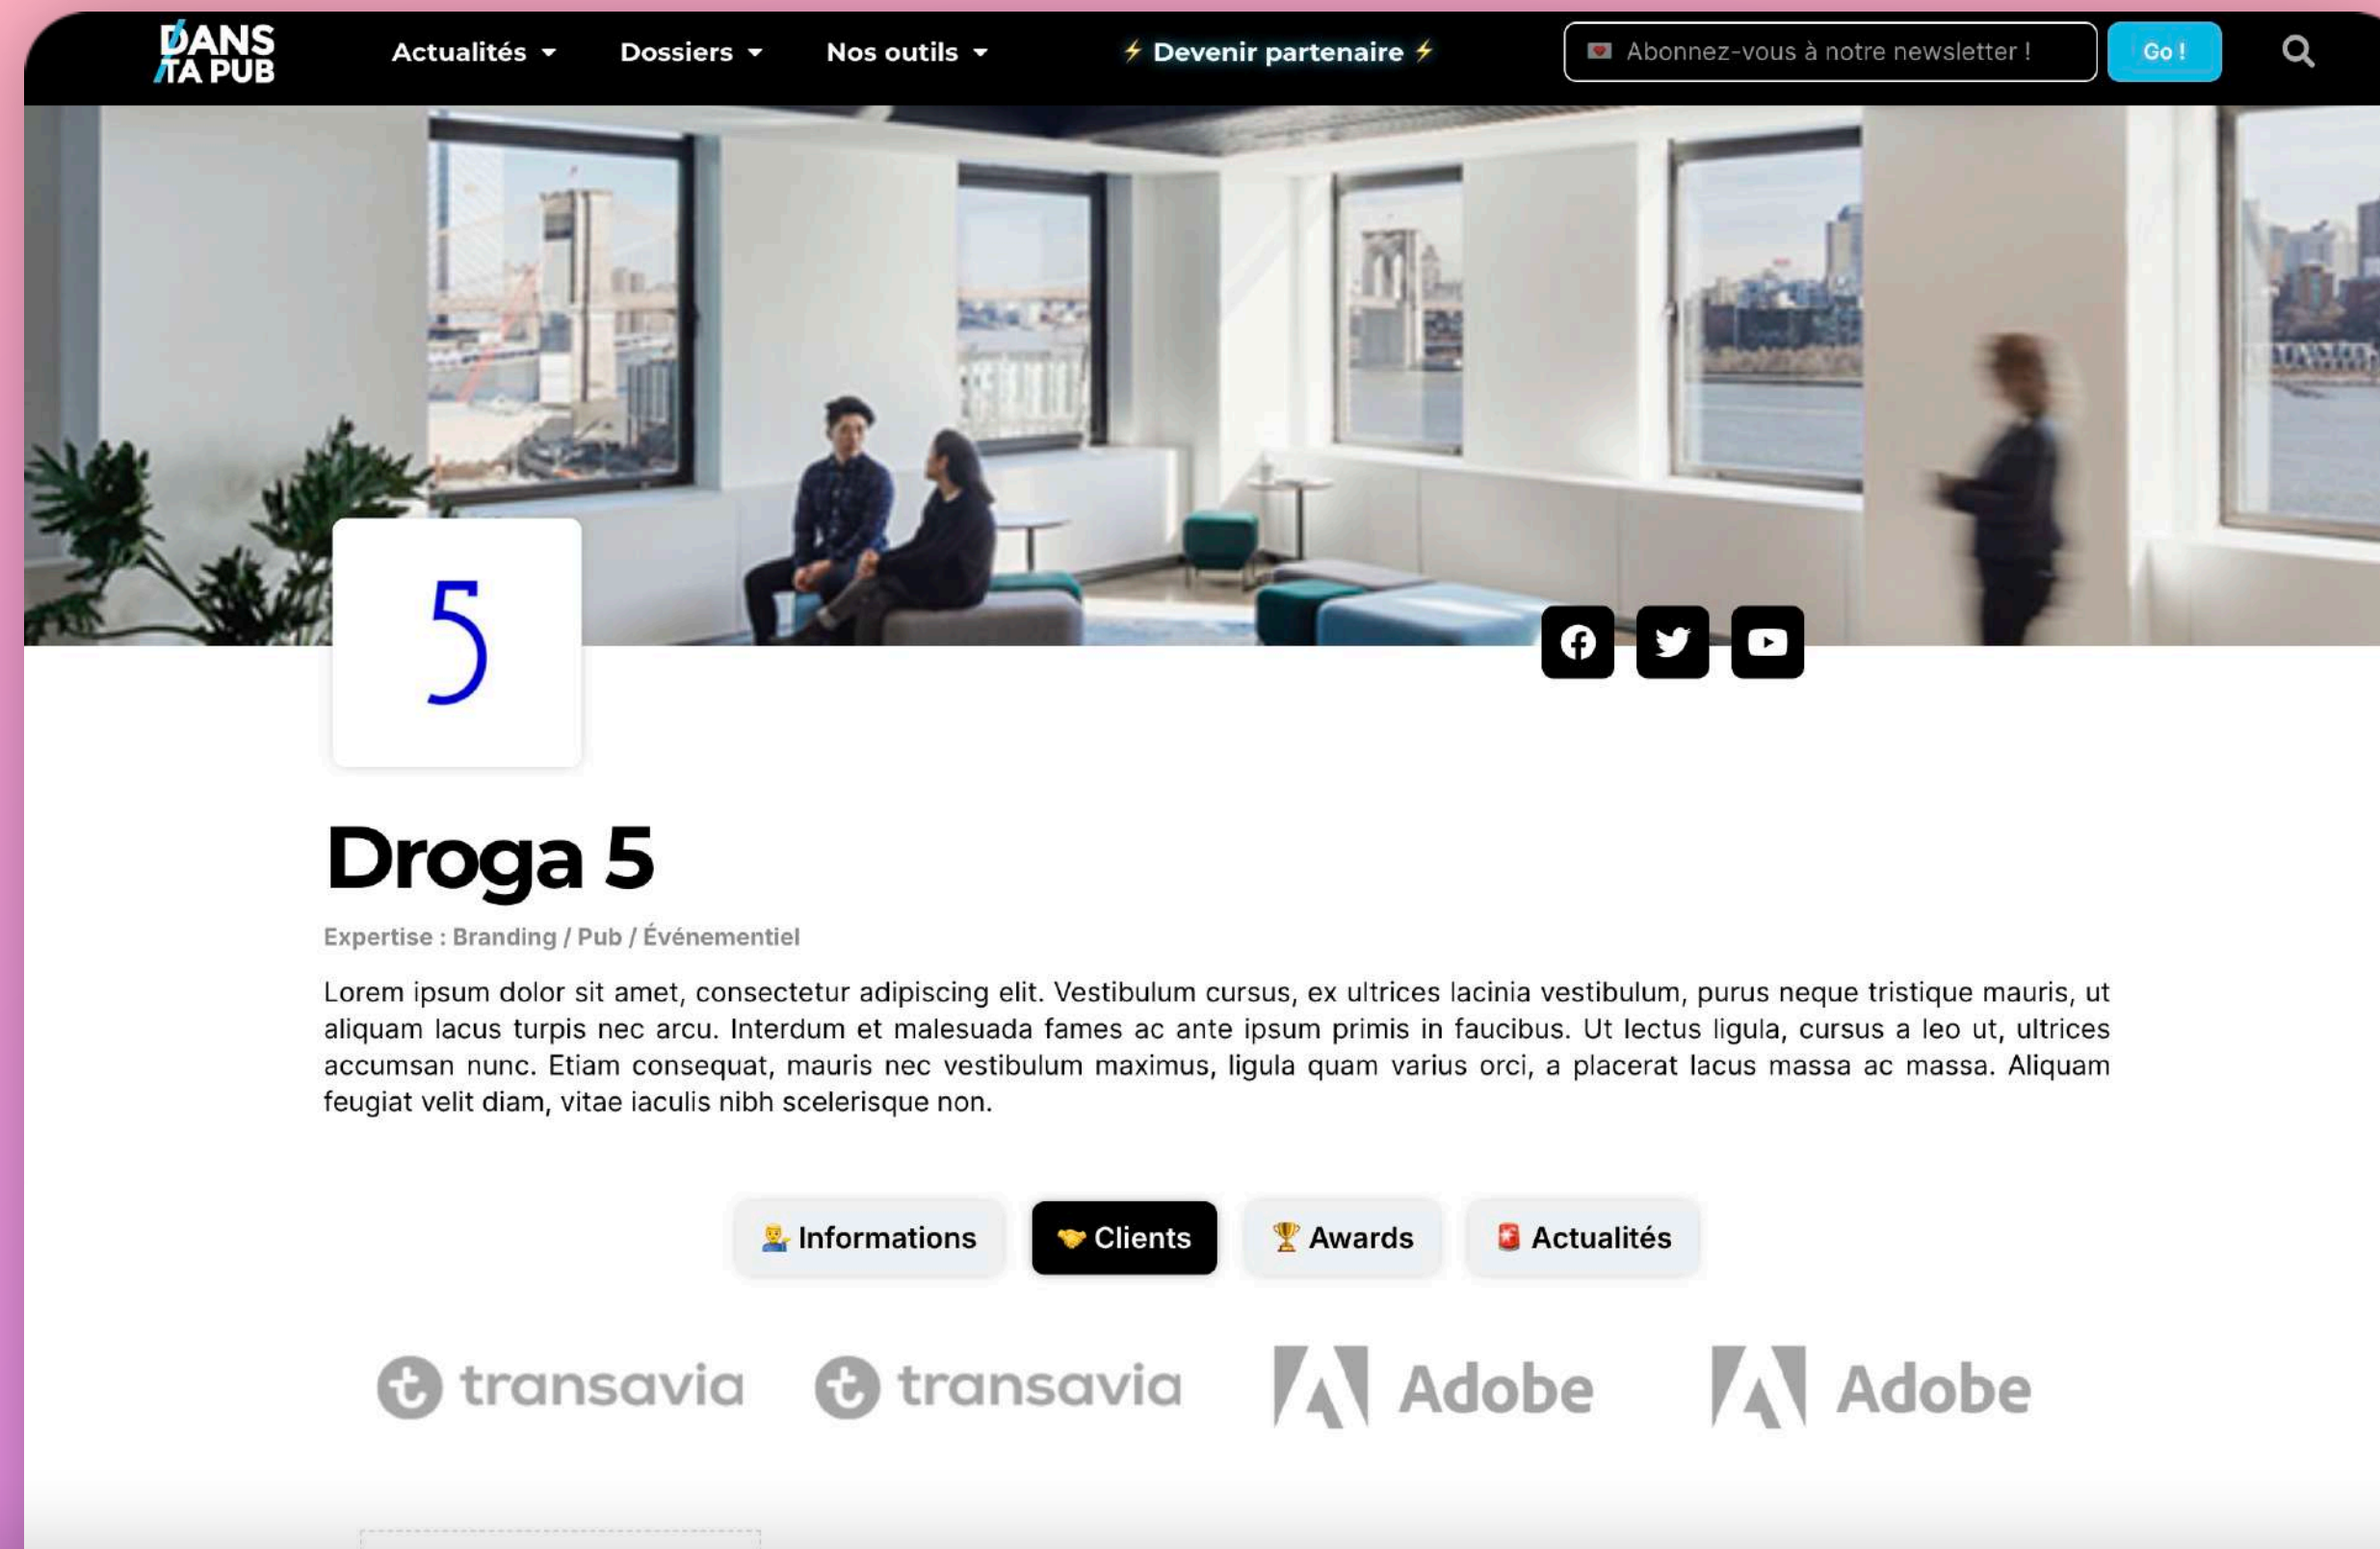 DANS
TA PUB
Actualités
Dossiers
Nos outils
⚡ Devenir partenaire ⚡
💌 Abonnez-vous à notre newsletter !
Go !
5
Droga 5
Expertise : Branding / Pub / Événementiel
Lorem ipsum dolor sit amet, consectetur adipiscing elit. Vestibulum cursus, ex ultrices lacinia vestibulum, purus neque tristique mauris, ut
aliquam lacus turpis nec arcu. Interdum et malesuada fames ac ante ipsum primis in faucibus. Ut lectus ligula, cursus a leo ut, ultrices
accumsan nunc. Etiam consequat, mauris nec vestibulum maximus, ligula quam varius orci, a placerat lacus massa ac massa. Aliquam
feugiat velit diam, vitae iaculis nibh scelerisque non.
💁‍♂️ Informations
🤝 Clients
🏆 Awards
🚨 Actualités
transavia
transavia
Adobe
Adobe